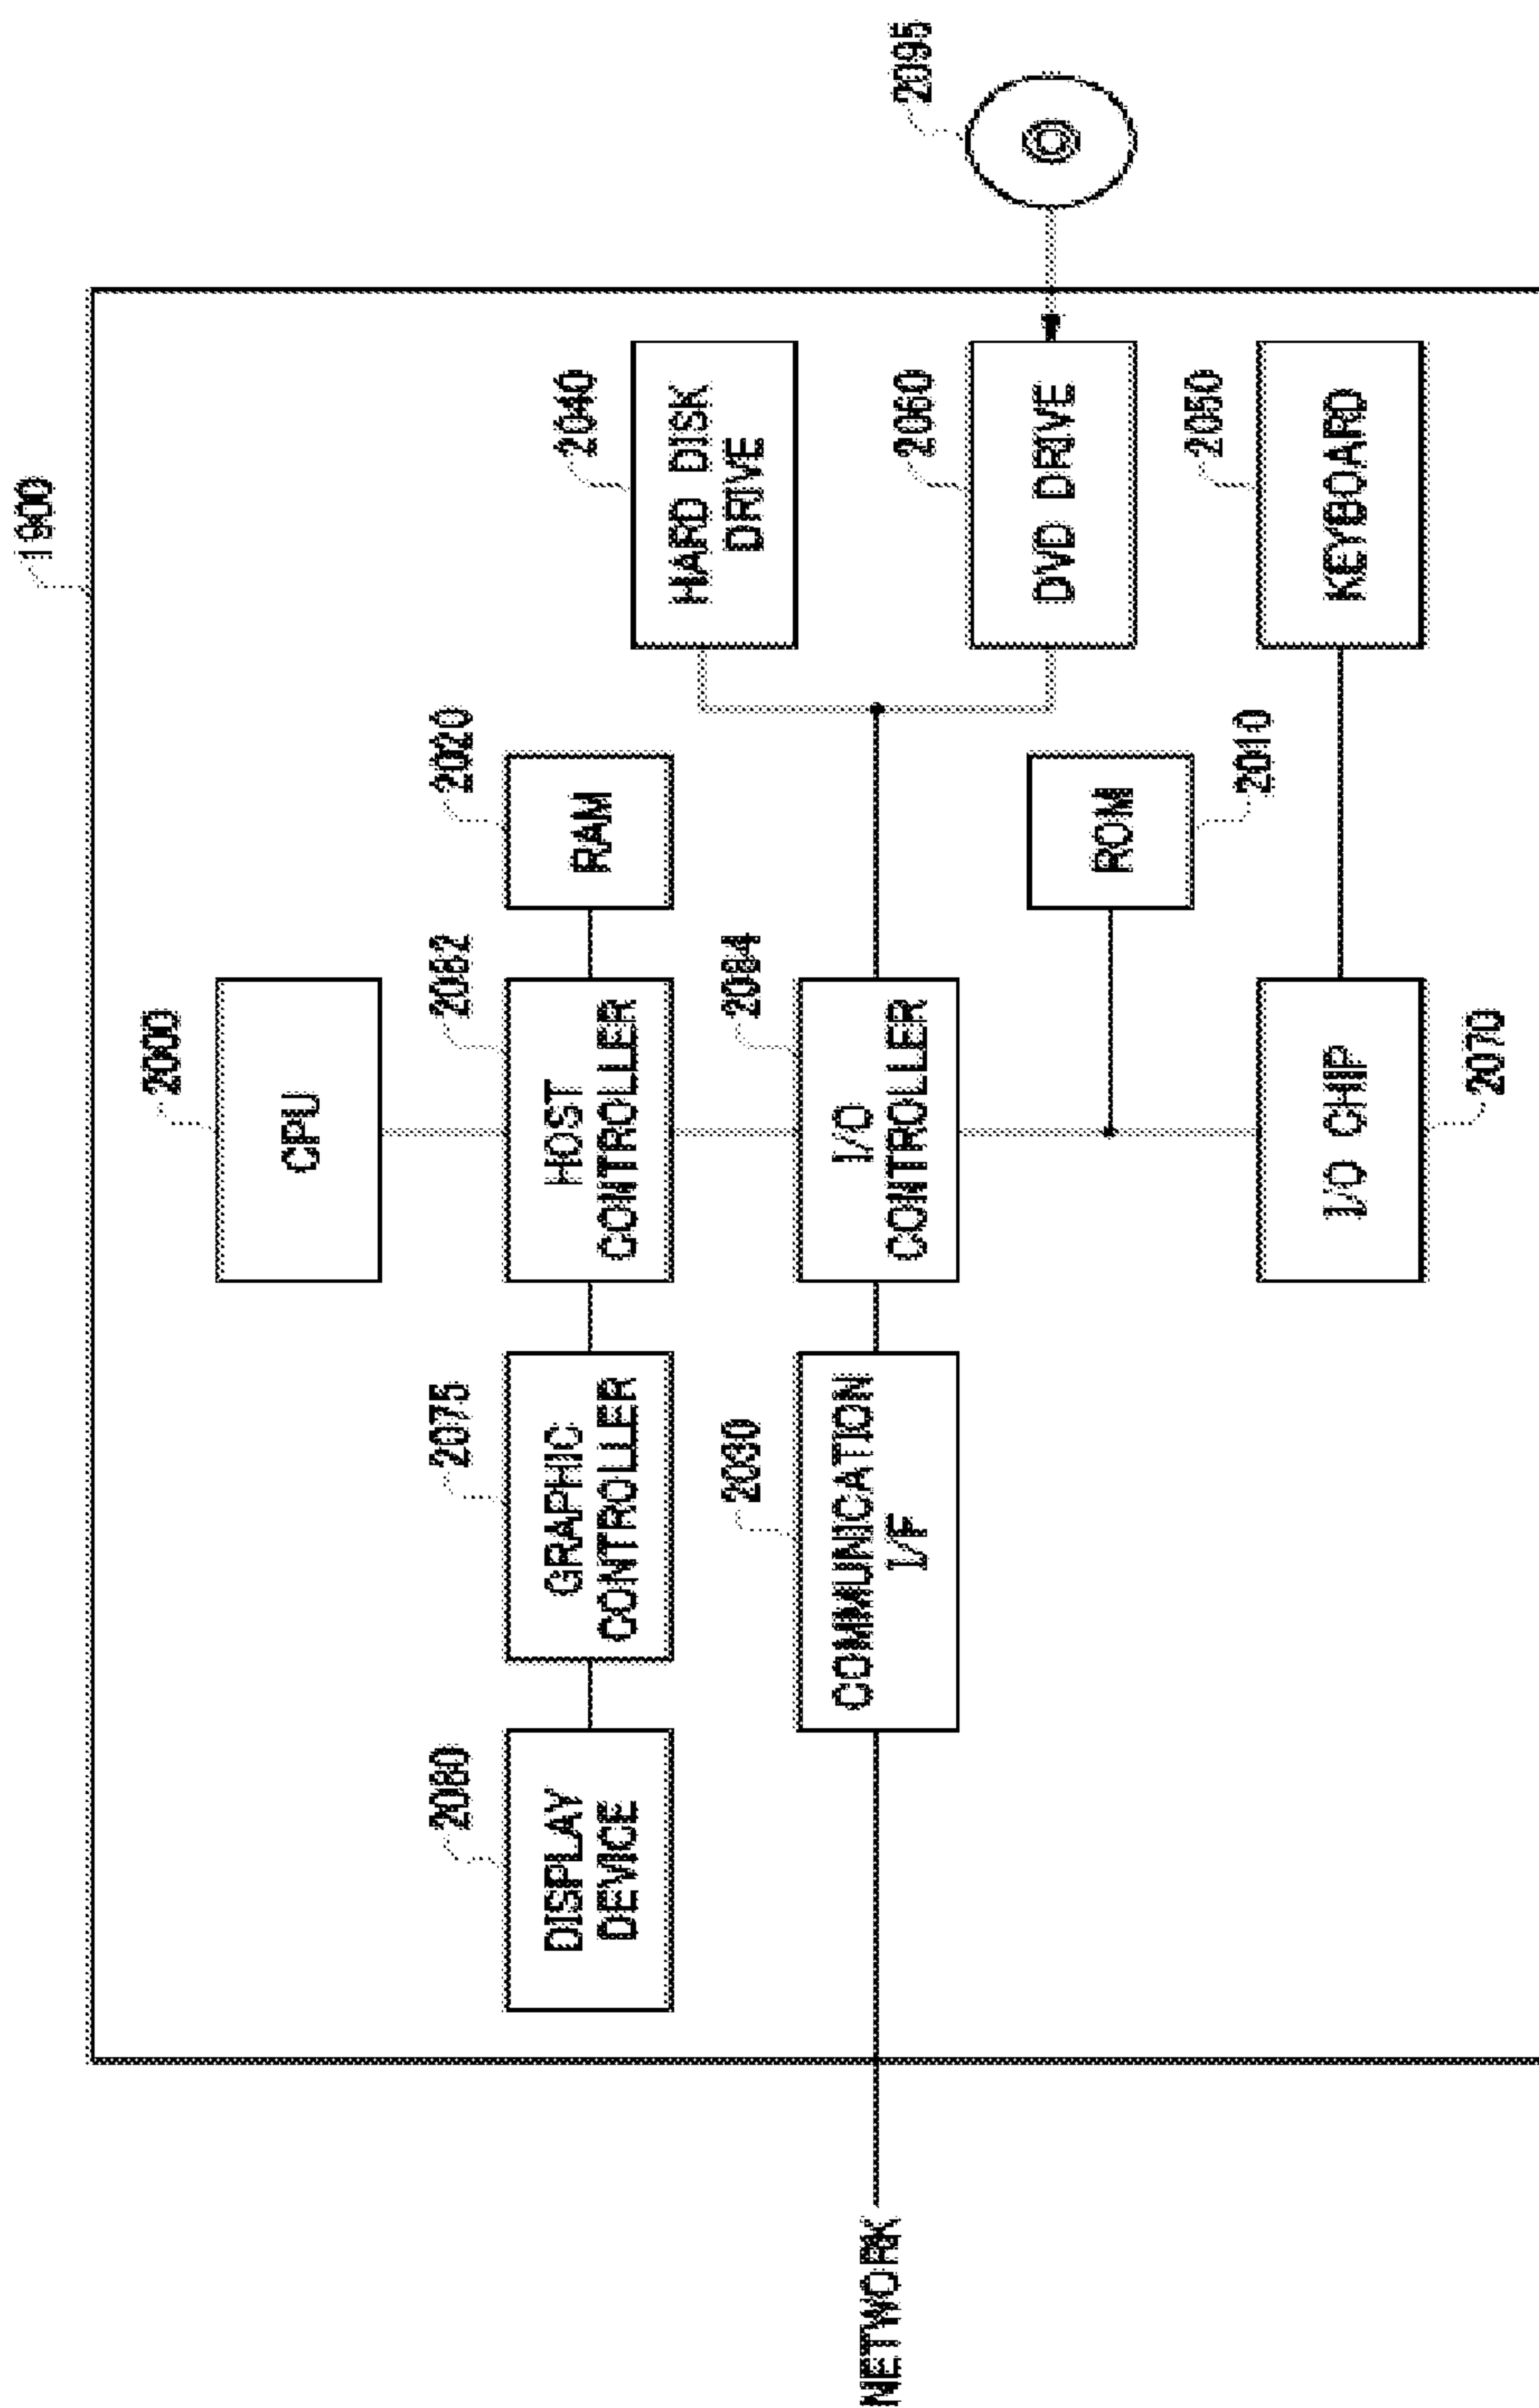 1900
2000
CPU
2080
DISPLAY
DEVICE
2075
GRAPHIC
CONTROLLER
2082
HOST
CONTROLLER
2020
RAM
2040
HARD DISK
DRIVE
2095
NETWORK
2030
COMMUNICATION
I/F
2084
I/O
CONTROLLER
2060
DVD DRIVE
ROM
2010
2050
I/O CHIP
KEYBOARD
2070